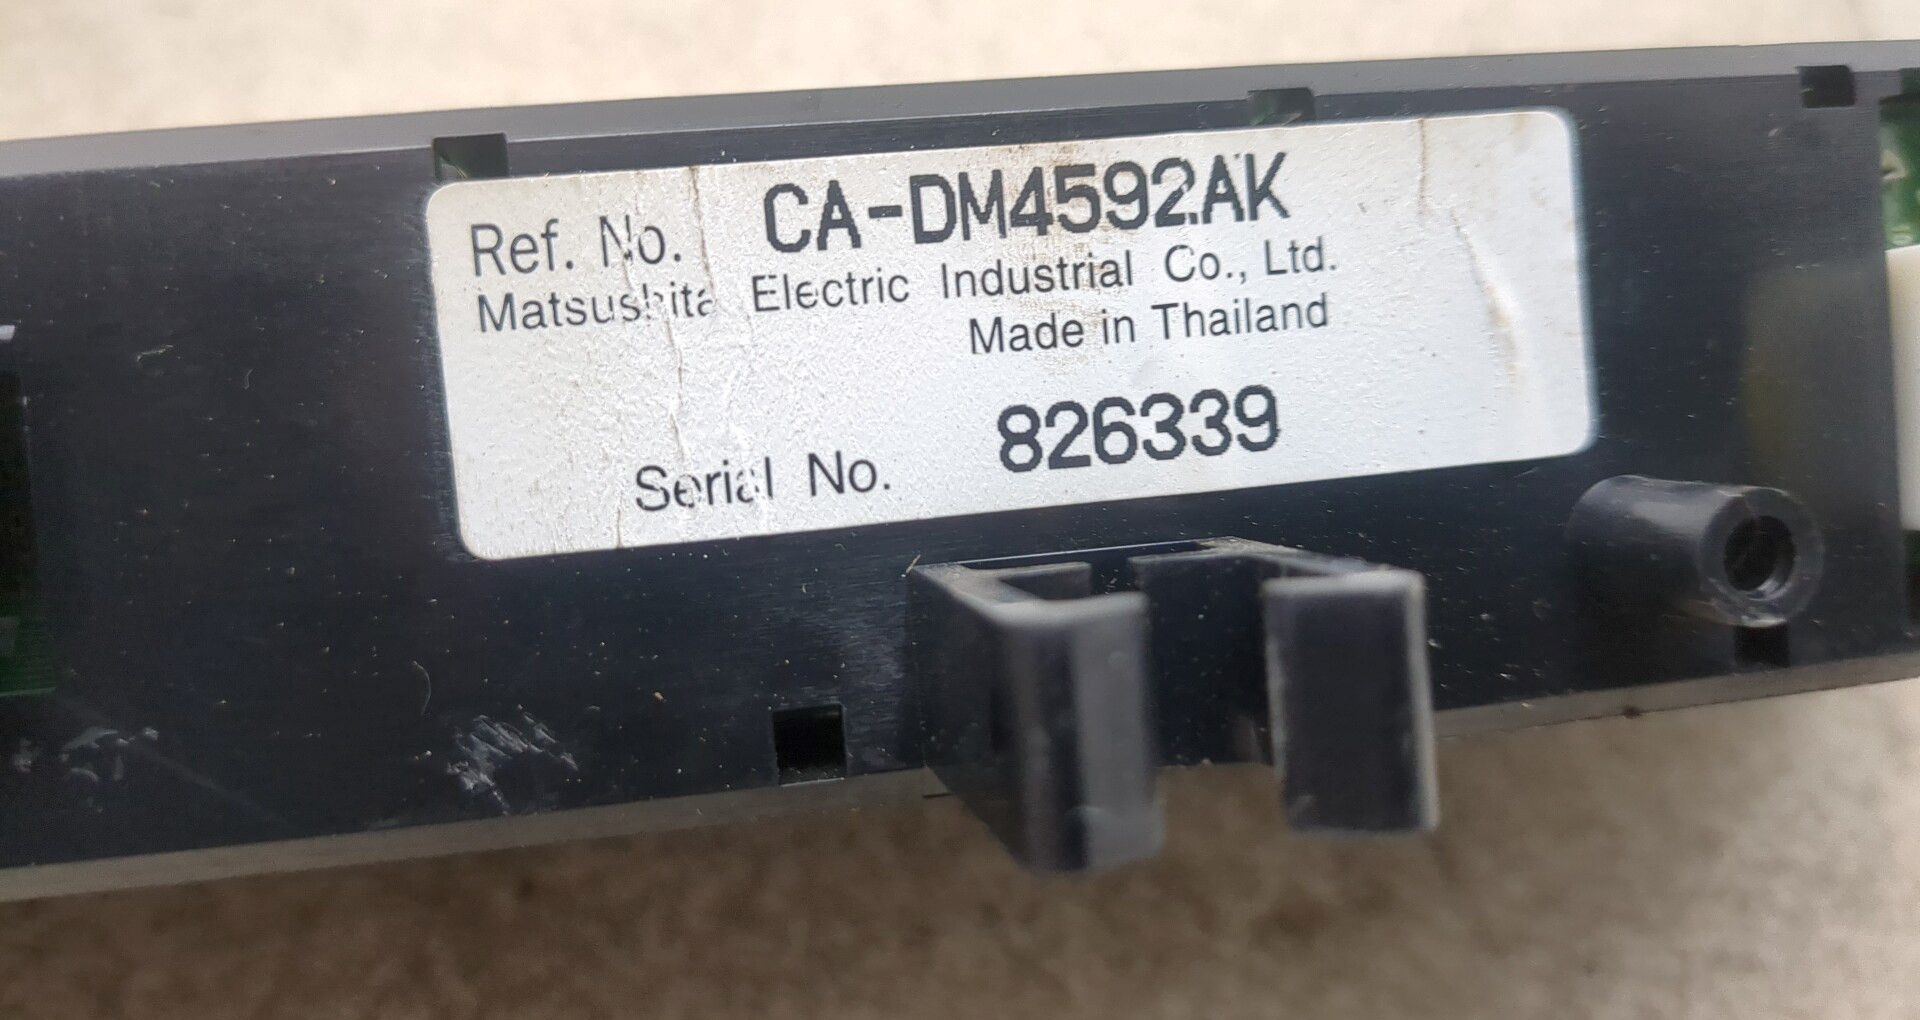 Ref. No. CA-DM4592AK
Matsushita Electric Industrial Co., Ltd.
Made in Thailand
Serial No. 826339